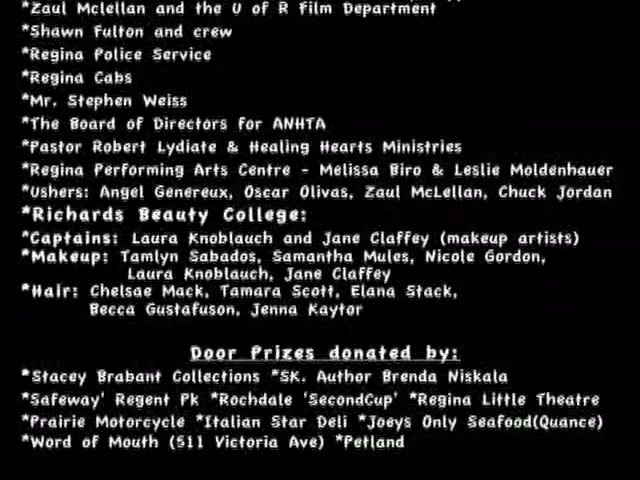 *Zaul Mclellan and the U of R Film Department
*Shawn Fulton and crew
*Regina Police Service
*Regina Cabs
*Mr. Stephen Weiss
*The Board of Directors for ANHTA
*Pastor Robert Lydiate & Healing Hearts Ministries
*Regina Performing Arts Centre - Melissa Biro & Leslie Moldenhauer
*Ushers: Angel Genereux, Oscar Olivas, Zaul McLellan, Chuck Jordan
*Richards Beauty College:
*Captains: Laura Knoblauch and Jane Claffey (makeup artists)
*Makeup: Tamlyn Sabados, Samantha Mules, Nicole Gordon,
Laura Knoblauch, Jane Claffey
*Hair: Chelsae Mack, Tamara Scott, Elana Stack,
Becca Gustafuson, Jenna Kaytor
Door Prizes donated by:
*Stacey Brabant Collections *SK. Author Brenda Niskala
*Safeway' Regent Pk *Rochdale 'SecondCup' *Regina Little Theatre
*Prairie Motorcycle *Italian Star Deli *Joeys Only Seafood(Quance)
*Word of Mouth (511 Victoria Ave) *Petland